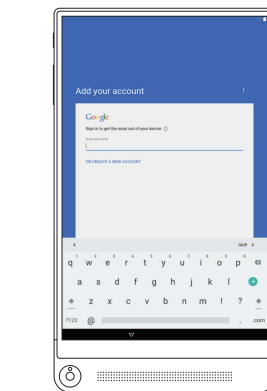 Add your account
Google
Sign in to get the most out of your device.
Enter your email
OR CREATE A NEW ACCOUNT
SKIP
q w e r t y u i o p
a s d f g h j k l
z x c v b n m ! ?
?123 @ . .com